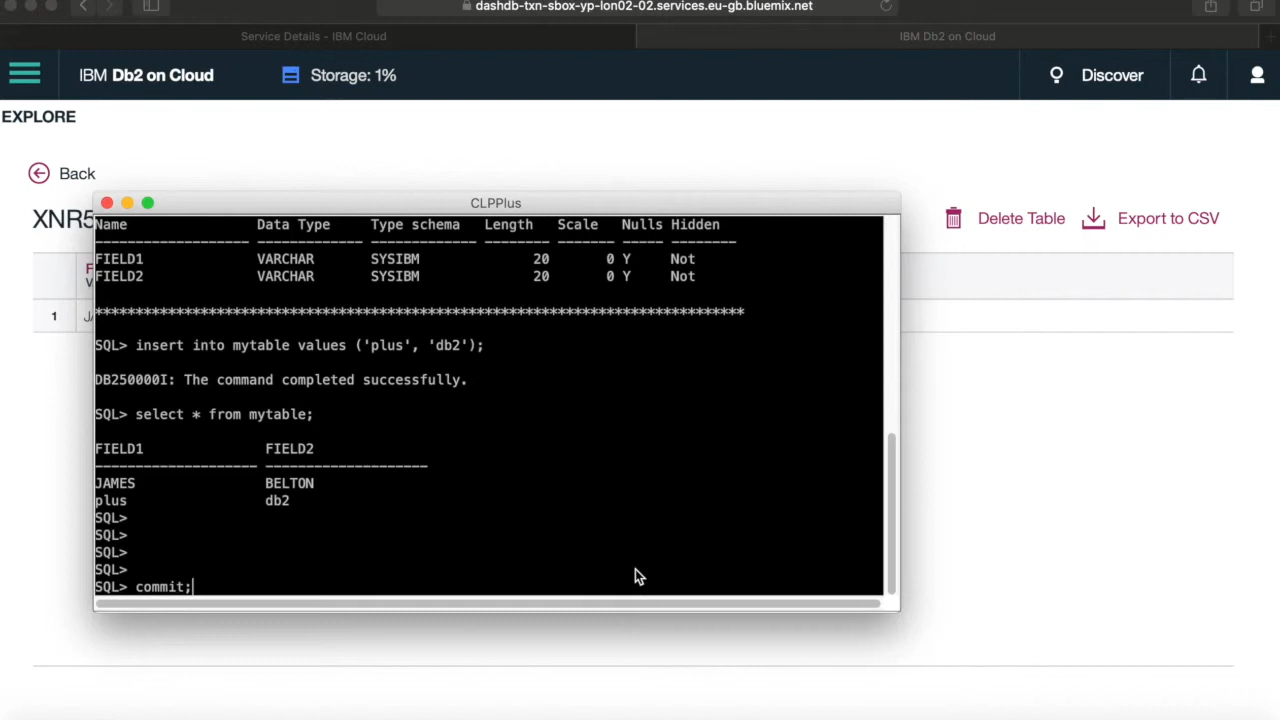 dashdb-txn-sbox-yp-lon02-02.services.eu-gb.bluemix.net
Service Details - IBM Cloud
IBM Db2 on Cloud
IBM Db2 on Cloud
Storage: 1%
Discover
EXPLORE
Back
XNR5
Delete Table
Export to CSV
1
CLPPlus
Name Data Type Type schema Length Scale Nulls Hidden
------------------- ------------- ------------- -------- ------- ----- --------
FIELD1 VARCHAR SYSIBM 20 0 Y Not
FIELD2 VARCHAR SYSIBM 20 0 Y Not
********************************************************************************
SQL> insert into mytable values ('plus', 'db2');
DB250000I: The command completed successfully.
SQL> select * from mytable;
FIELD1 FIELD2
-------------------- --------------------
JAMES BELTON
plus db2
SQL>
SQL>
SQL>
SQL>
SQL> commit;